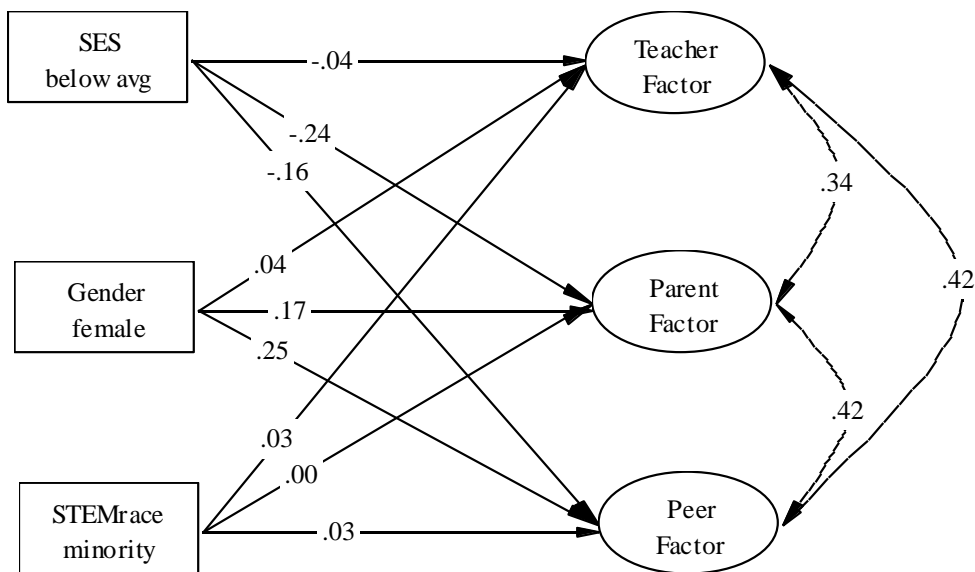 SES
below avg
-.04
Teacher
Factor
-.24
-.16
.34
.04
Gender
female
.17
Parent
Factor
.42
.25
.42
.03
.00
STEMrace
minority
.03
Peer
Factor